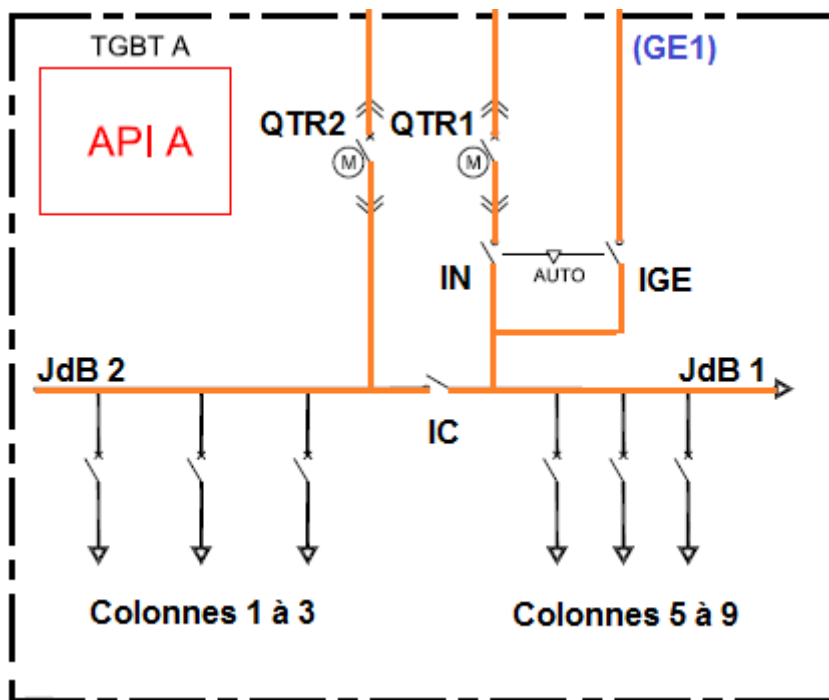 TGBT A
(GE1)
API A
QTR2
QTR1
M
M
IN
AUTO
IGE
JdB 2
JdB 1
IC
Colonnes 1 à 3
Colonnes 5 à 9